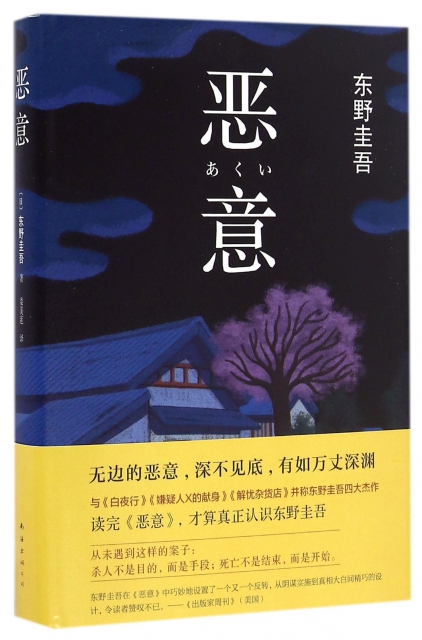 恶意
[日] 东野圭吾 著
南海出版公司
恶
あくい
意
东野圭吾
无边的恶意，深不见底，有如万丈深渊
与《白夜行》《嫌疑人X的献身》《解忧杂货店》并称东野圭吾四大杰作
读完《恶意》，才算真正认识东野圭吾
从未遇到这样的案子：
杀人不是目的，而是手段；死亡不是结束，而是开始。
东野圭吾在《恶意》中巧妙地设置了一个又一个反转，从阴谋实施到真相大白间精巧的设
计，令读者赞叹不已。——《出版家周刊》（美国）